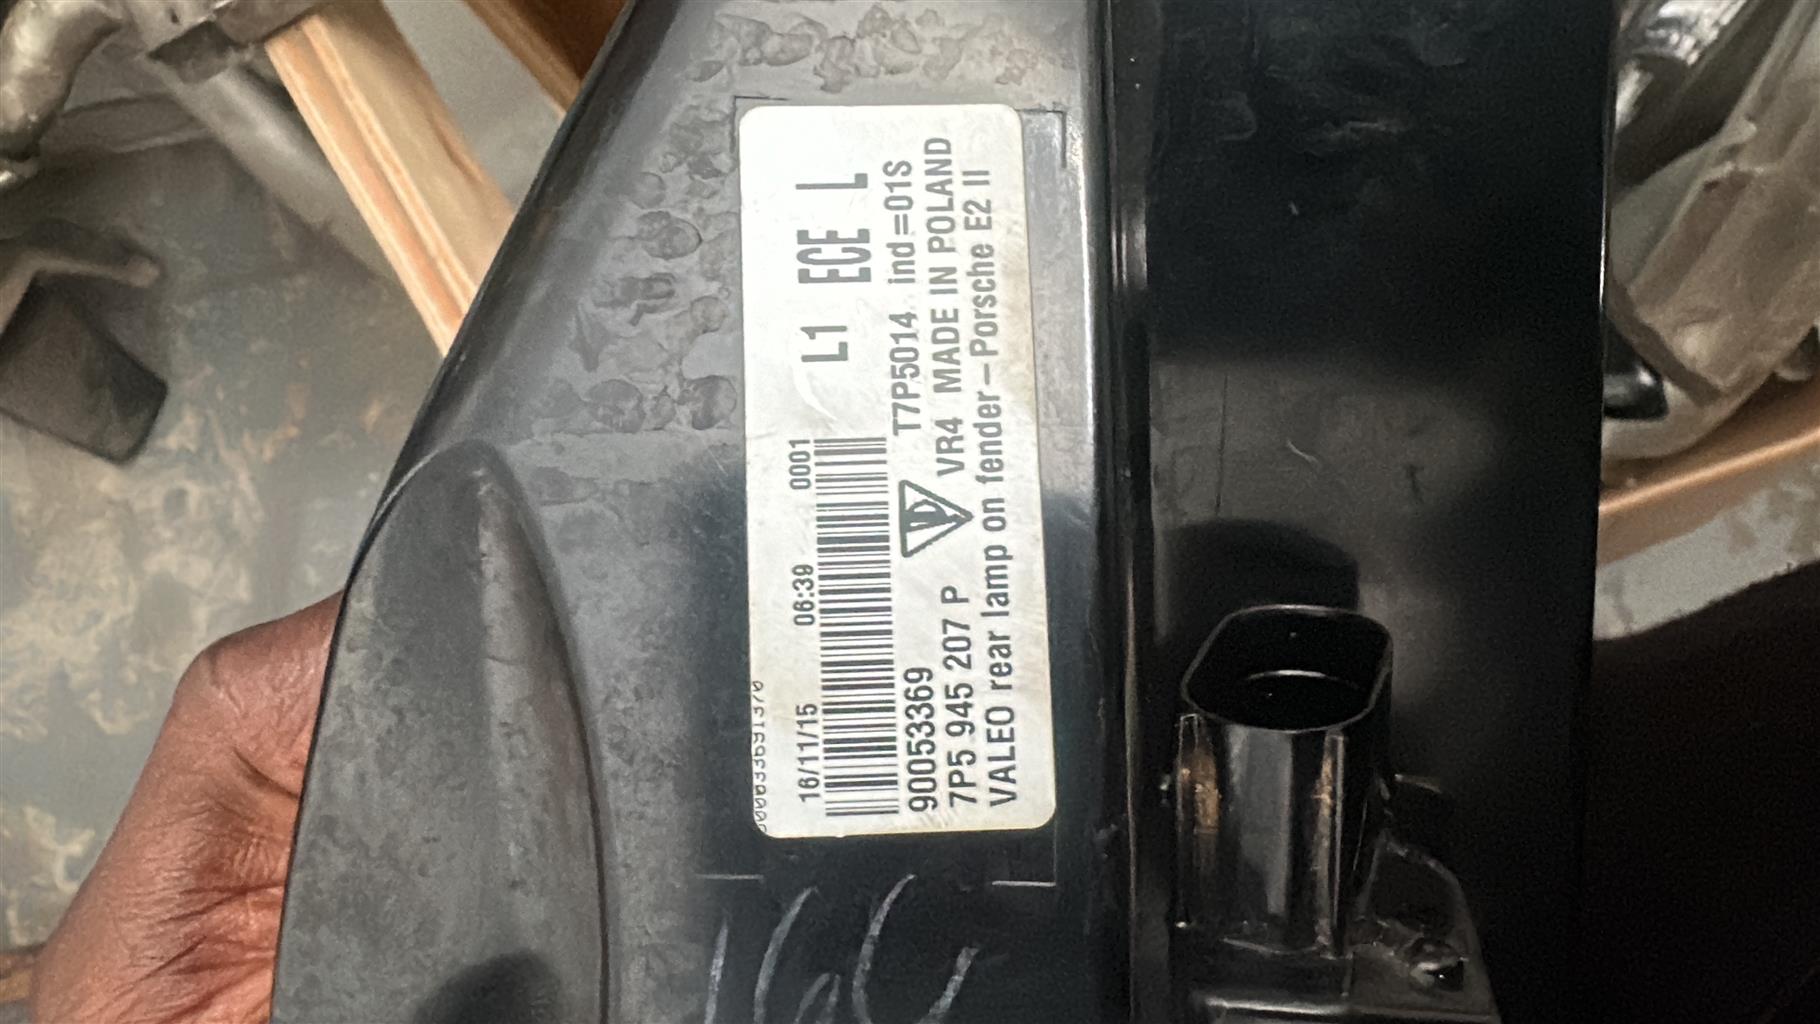 16/11/15 06:39 0001 L1 ECE L
90053369 T7P5014 ind=01S
7P5 945 207 P VR4 MADE IN POLAND
VALEO rear lamp on fender-Porsche E2 II